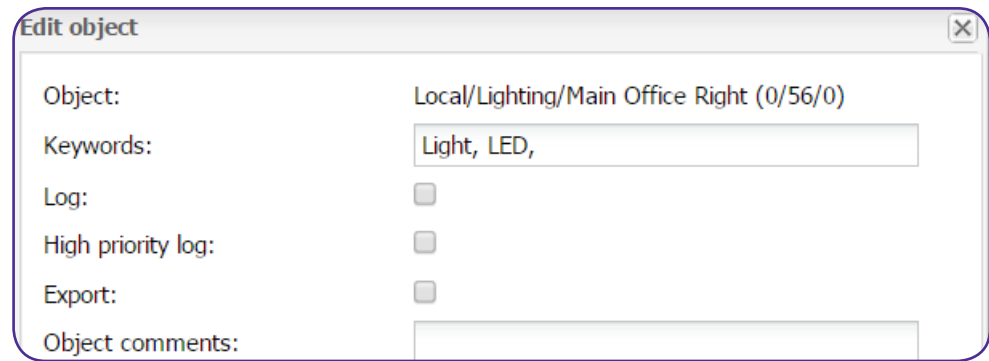 Edit object
Object: Local/Lighting/Main Office Right (0/56/0)
Keywords: Light, LED,
Log:
High priority log:
Export:
Object comments: